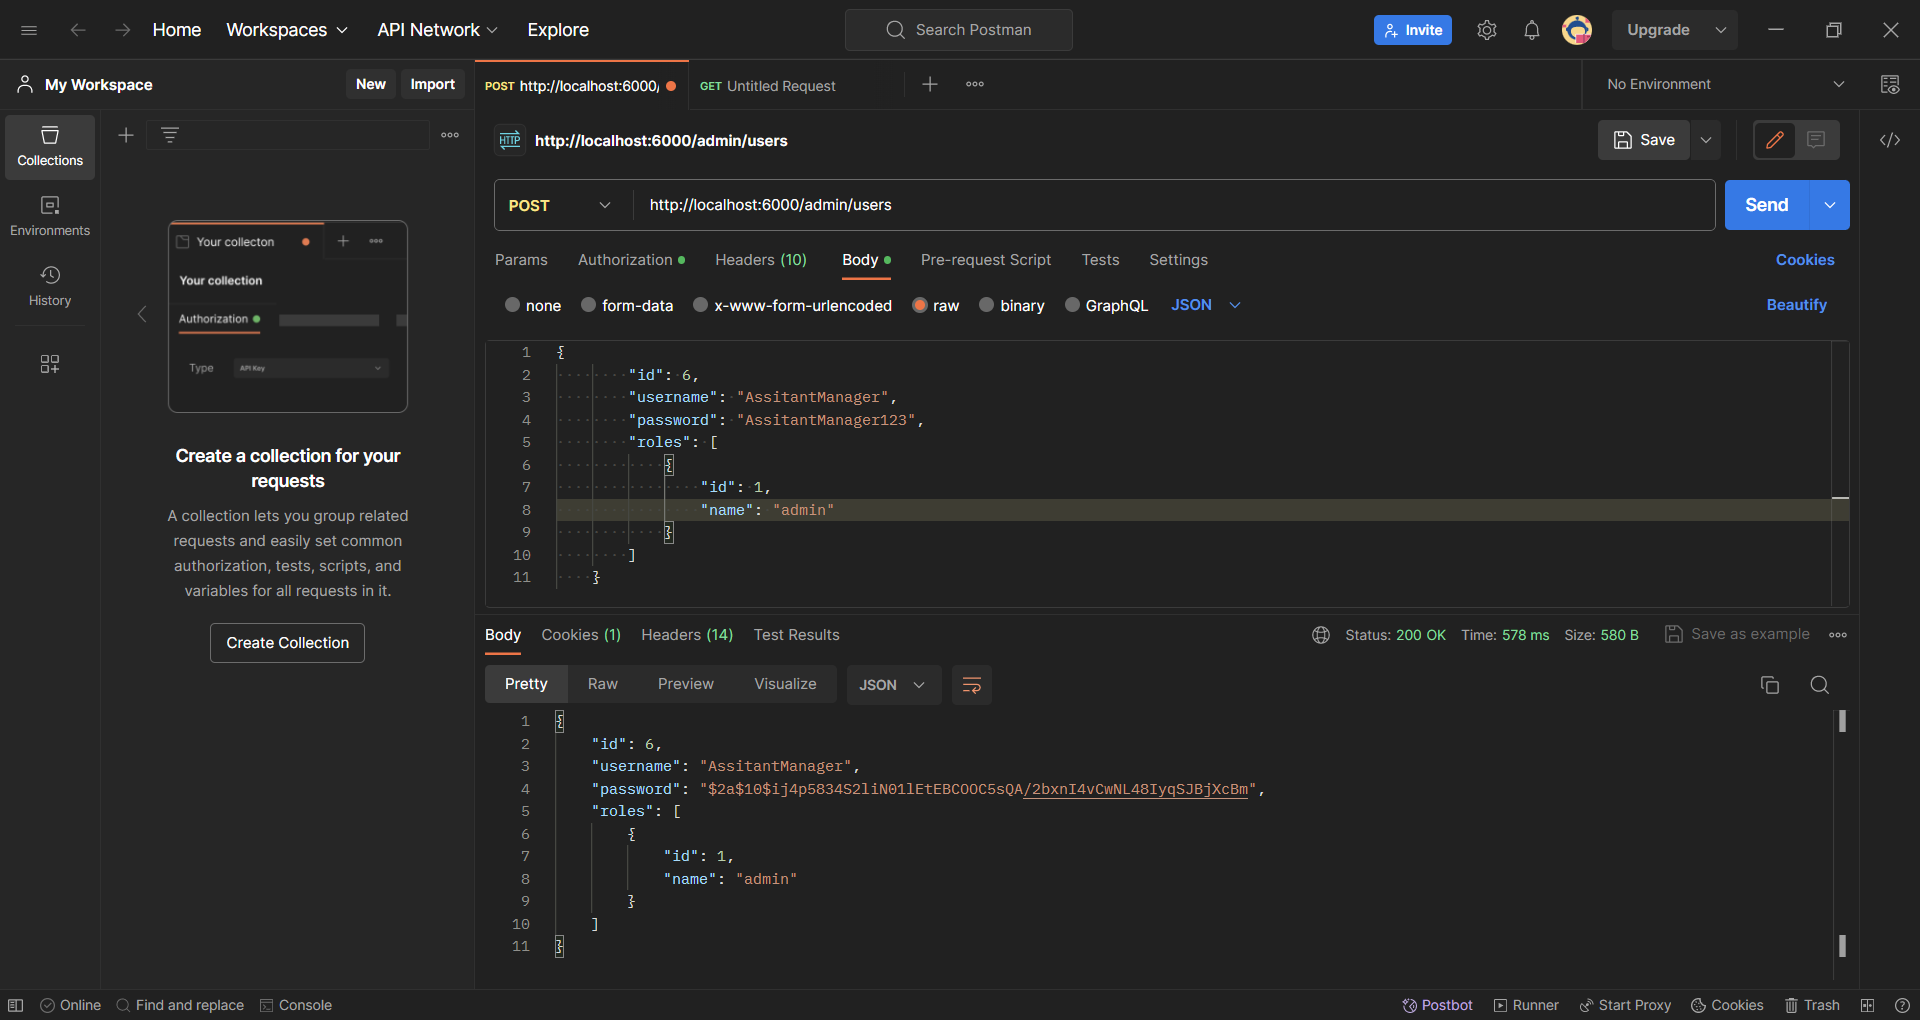 Home Workspaces API Network Explore Search Postman Invite Upgrade
My Workspace New Import POST http://localhost:6000/ GET Untitled Request No Environment
HTTP http://localhost:6000/admin/users Save
Collections
Environments
History
Your collecton
Your collection
Authorization
Type API Key
Create a collection for your
requests
A collection lets you group related
requests and easily set common
authorization, tests, scripts, and
variables for all requests in it.
Create Collection
POST http://localhost:6000/admin/users Send
Params Authorization Headers (10) Body Pre-request Script Tests Settings Cookies
none form-data x-www-form-urlencoded raw binary GraphQL JSON Beautify
1 {
2 "id": 6,
3 "username": "AssitantManager",
4 "password": "AssitantManager123",
5 "roles": [
6 {
7 "id": 1,
8 "name": "admin"
9 }
10 ]
11 }
Body Cookies (1) Headers (14) Test Results Status: 200 OK Time: 578 ms Size: 580 B Save as example
Pretty Raw Preview Visualize JSON
1 {
2 "id": 6,
3 "username": "AssitantManager",
4 "password": "$2a$10$ij4p5834S2liN01lEtEBCOOC5sQA/2bxnI4vCwNL48IyqSJBjXcBm",
5 "roles": [
6 {
7 "id": 1,
8 "name": "admin"
9 }
10 ]
11 }
Online Find and replace Console Postbot Runner Start Proxy Cookies Trash